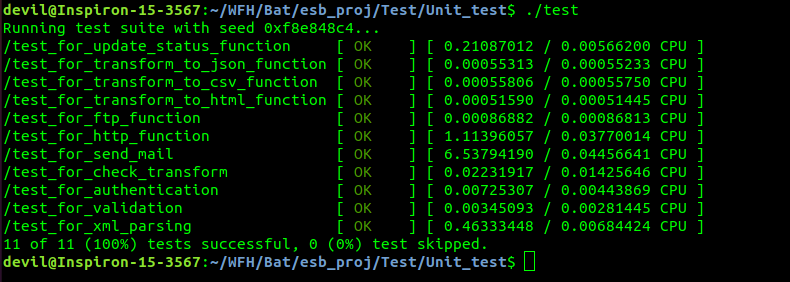 devil@Inspiron-15-3567:~/WFH/Bat/esb_proj/Test/Unit_test$ ./test
Running test suite with seed 0xf8e848c4...
/test_for_update_status_function     [ OK    ] [ 0.21087012 / 0.00566200 CPU ]
/test_for_transform_to_json_function [ OK    ] [ 0.00055313 / 0.00055233 CPU ]
/test_for_transform_to_csv_function  [ OK    ] [ 0.00055806 / 0.00055750 CPU ]
/test_for_transform_to_html_function [ OK    ] [ 0.00051590 / 0.00051445 CPU ]
/test_for_ftp_function               [ OK    ] [ 0.00086882 / 0.00086813 CPU ]
/test_for_http_function              [ OK    ] [ 1.11396057 / 0.03770014 CPU ]
/test_for_send_mail                  [ OK    ] [ 6.53794190 / 0.04456641 CPU ]
/test_for_check_transform            [ OK    ] [ 0.02231917 / 0.01425646 CPU ]
/test_for_authentication             [ OK    ] [ 0.00725307 / 0.00443869 CPU ]
/test_for_validation                 [ OK    ] [ 0.00345093 / 0.00281445 CPU ]
/test_for_xml_parsing                [ OK    ] [ 0.46333448 / 0.00684424 CPU ]
11 of 11 (100%) tests successful, 0 (0%) test skipped.
devil@Inspiron-15-3567:~/WFH/Bat/esb_proj/Test/Unit_test$